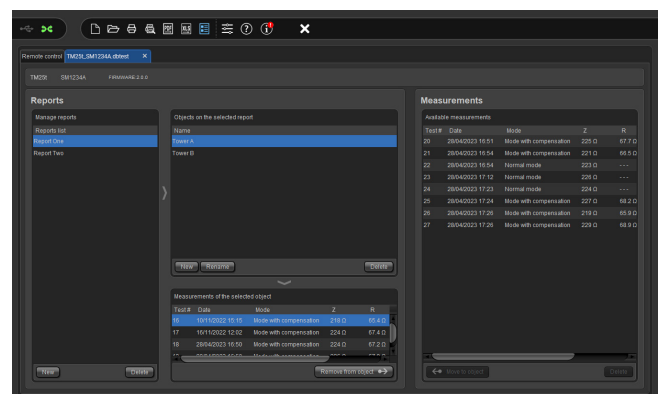 PDF
XLS
Remote control TM25t_SM1234A.dbtest X
TM25t SM1234A FIRMWARE 2.0.0
Reports
Manage reports
Reports list
Report One
Report Two
New Delete
Objects on the selected report
Name
Tower A
Tower B
New Rename Delete
Measurements of the selected object
Test # Date Mode Z R
16 10/11/2022 15:15 Mode with compensation 218 Ω 65.4 Ω
17 16/11/2022 12:02 Mode with compensation 224 Ω 67.4 Ω
18 28/04/2023 16:50 Mode with compensation 224 Ω 67.2 Ω
Remove from object
Measurements
Available measurements
Test # Date Mode Z R
20 28/04/2023 16:51 Mode with compensation 225 Ω 67.7 Ω
21 28/04/2023 16:54 Mode with compensation 221 Ω 66.5 Ω
22 28/04/2023 16:54 Normal mode 223 Ω ---
23 28/04/2023 17:12 Normal mode 226 Ω ---
24 28/04/2023 17:23 Normal mode 224 Ω ---
25 28/04/2023 17:24 Mode with compensation 227 Ω 68.2 Ω
26 28/04/2023 17:26 Mode with compensation 219 Ω 65.9 Ω
27 28/04/2023 17:26 Mode with compensation 229 Ω 68.9 Ω
Move to object Delete